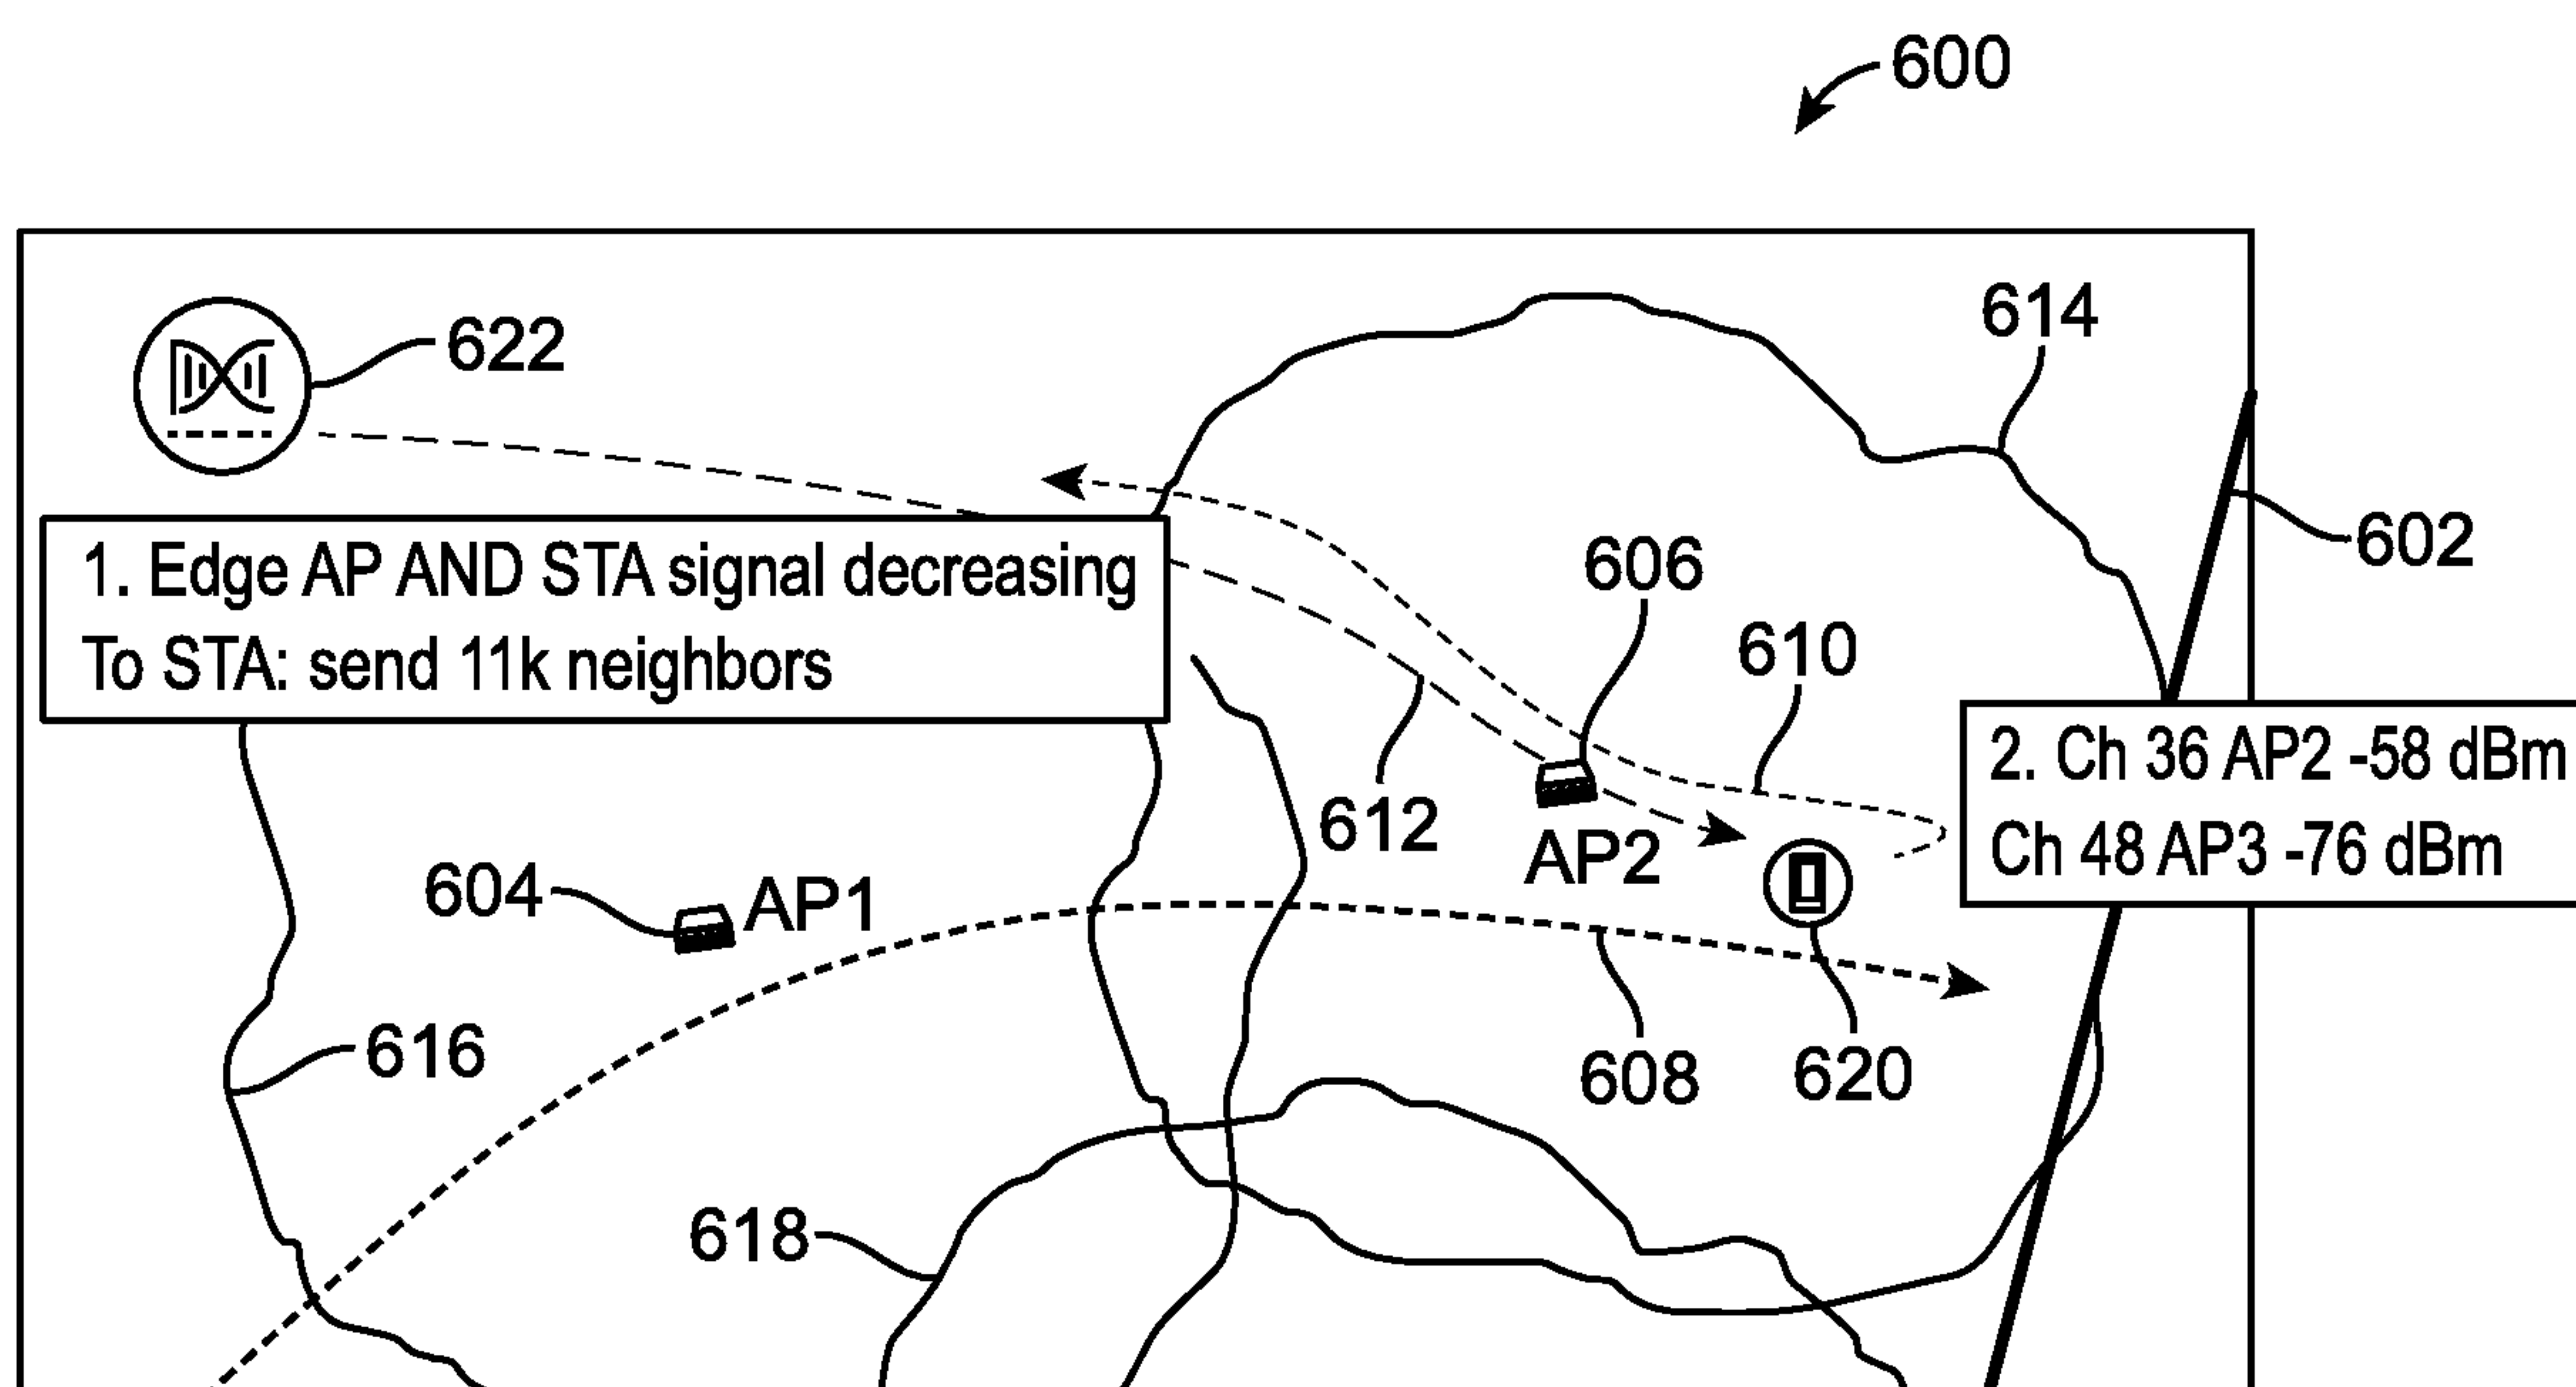 600
622
614
602
1. Edge AP AND STA signal decreasing
To STA: send 11k neighbors
606
610
2. Ch 36 AP2 -58 dBm
Ch 48 AP3 -76 dBm
612
AP2
604
AP1
608
620
616
618